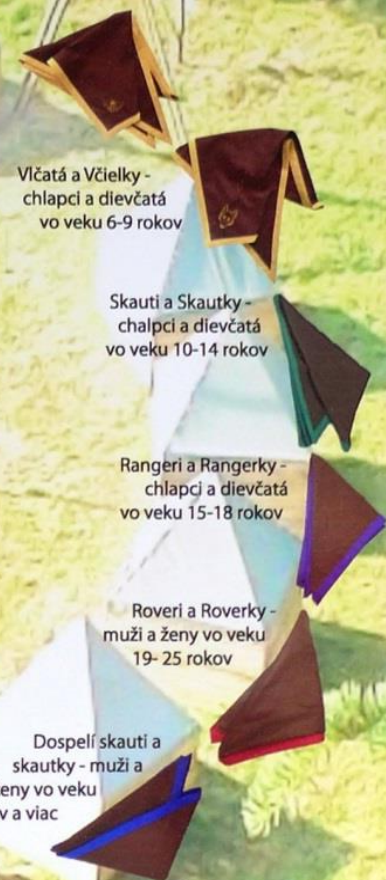 Vlčatá a Včielky -
chlapci a dievčatá
vo veku 6-9 rokov
Skauti a Skautky -
chalpci a dievčatá
vo veku 10-14 rokov
Rangeri a Rangerky -
chlapci a dievčatá
vo veku 15-18 rokov
Roveri a Roverky -
muži a ženy vo veku
19- 25 rokov
Dospelí skauti a
skautky - muži a
vo veku
a viac